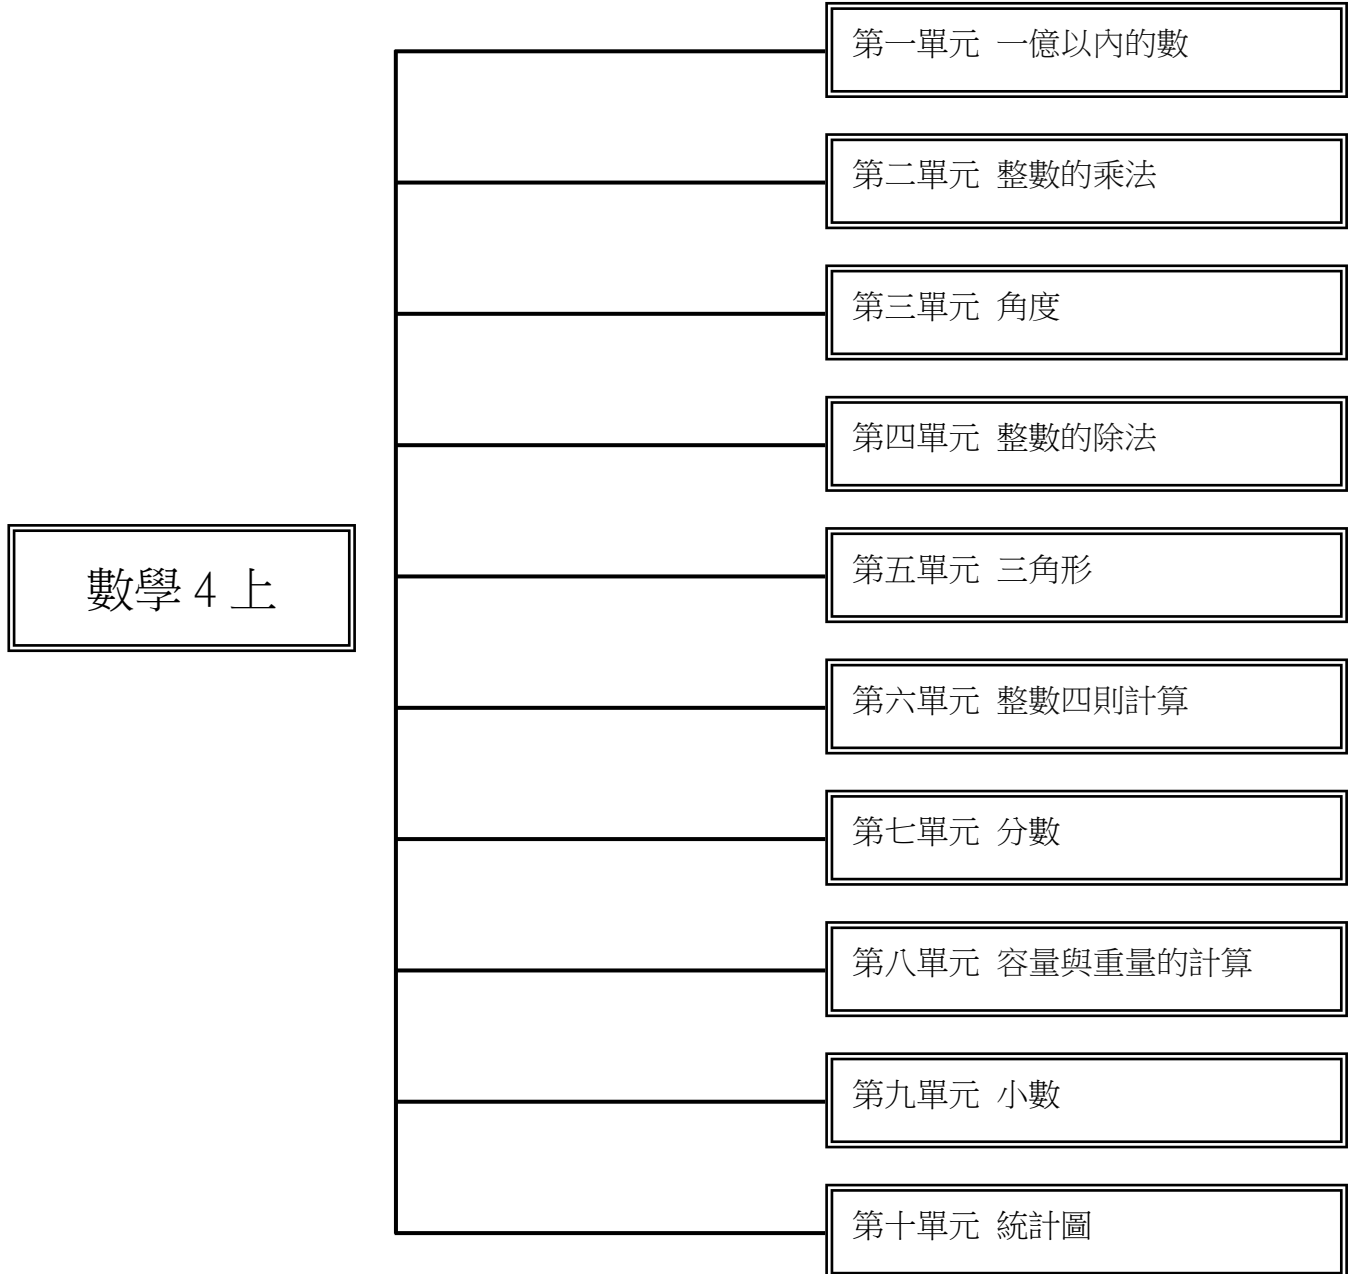 第一單元 一億以內的數
第二單元 整數的乘法
第三單元 角度
第四單元 整數的除法
第五單元 三角形
數學4上
第六單元 整數四則計算
第七單元 分數
第八單元 容量與重量的計算
第九單元 小數
第十單元 統計圖